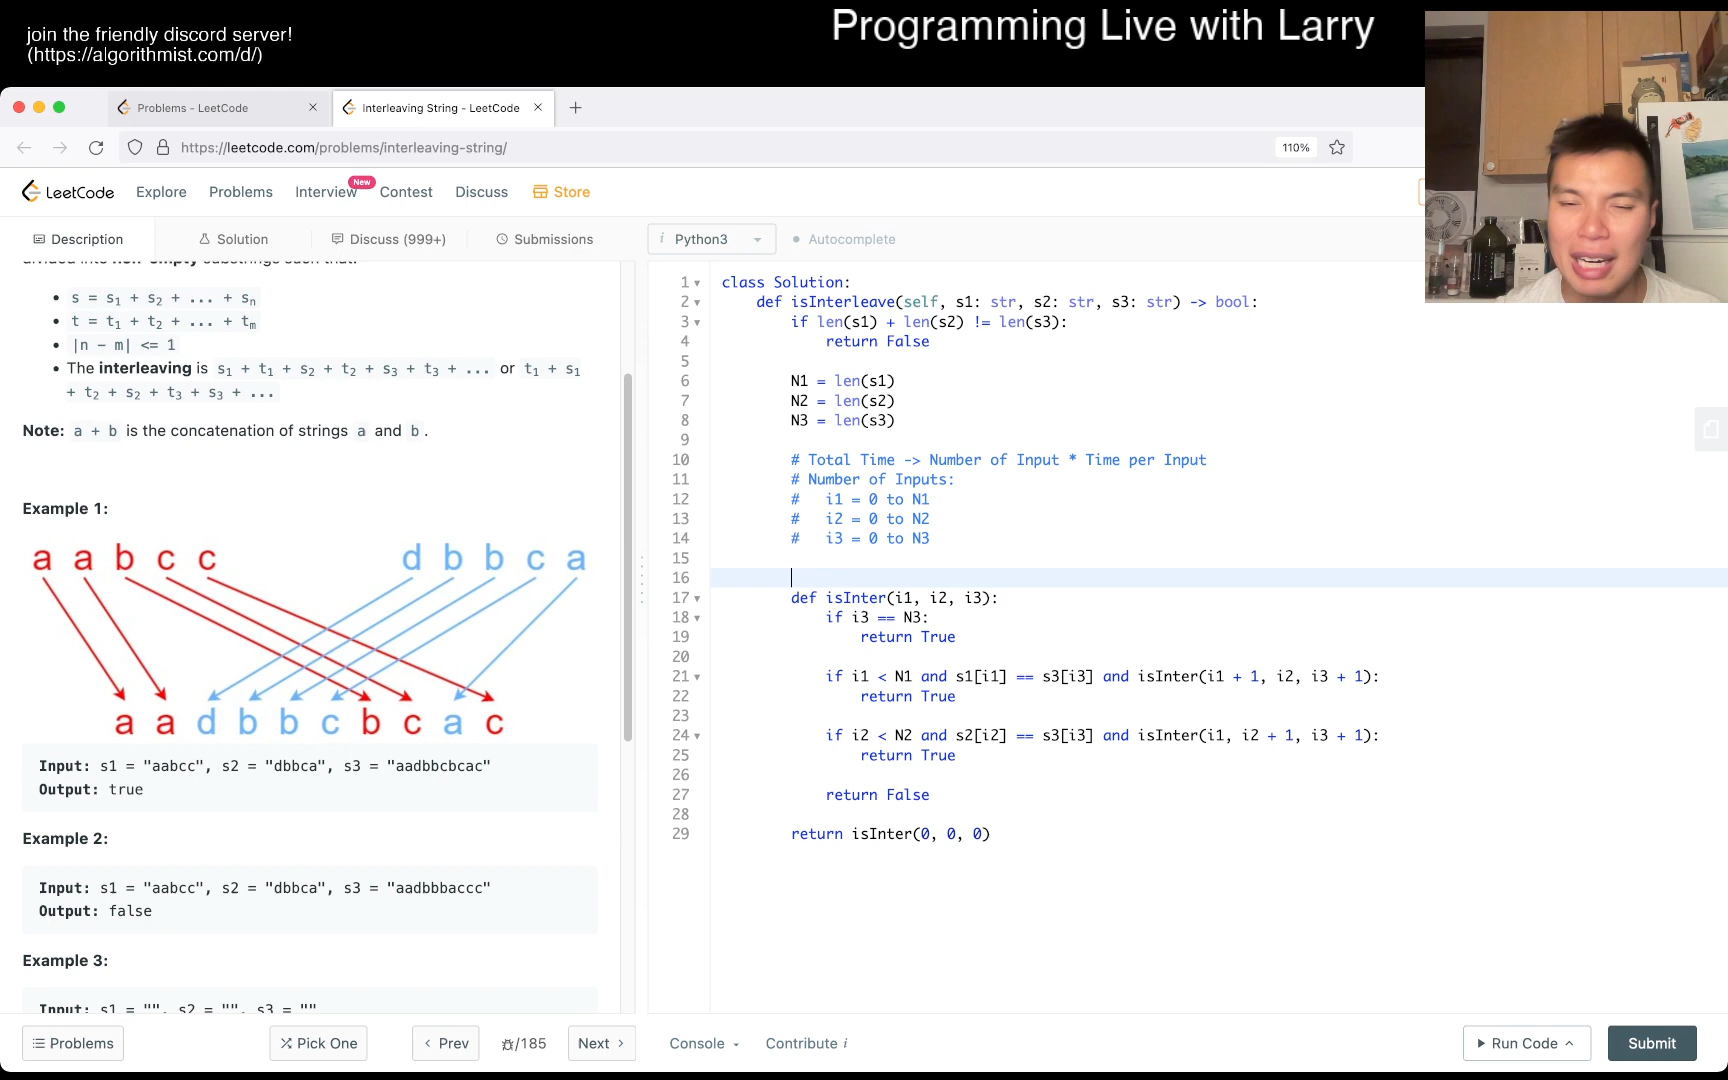 join the friendly discord server!
(https://algorithmist.com/d/)
Programming Live with Larry
Problems - LeetCode
Interleaving String - LeetCode
https://leetcode.com/problems/interleaving-string/
110%
LeetCode
Explore
Problems
Interview
New
Contest
Discuss
Store
Description
Solution
Discuss (999+)
Submissions
i Python3
Autocomplete
divided into non-empty substrings such that:
• s = s1 + s2 + ... + sn
• t = t1 + t2 + ... + tm
• |n - m| <= 1
• The interleaving is s1 + t1 + s2 + t2 + s3 + t3 + ... or t1 + s1
+ t2 + s2 + t3 + s3 + ...
Note: a + b is the concatenation of strings a and b.
Example 1:
a a b c c d b b c a
a a d b b c b c a c
Input: s1 = "aabcc", s2 = "dbbca", s3 = "aadbbcbcac"
Output: true
Example 2:
Input: s1 = "aabcc", s2 = "dbbca", s3 = "aadbbbaccc"
Output: false
Example 3:
Input: s1 = "", s2 = "", s3 = ""
1 class Solution:
2 def isInterleave(self, s1: str, s2: str, s3: str) -> bool:
3 if len(s1) + len(s2) != len(s3):
4 return False
5
6 N1 = len(s1)
7 N2 = len(s2)
8 N3 = len(s3)
9
10 # Total Time -> Number of Input * Time per Input
11 # Number of Inputs:
12 # i1 = 0 to N1
13 # i2 = 0 to N2
14 # i3 = 0 to N3
15
16
17 def isInter(i1, i2, i3):
18 if i3 == N3:
19 return True
20
21 if i1 < N1 and s1[i1] == s3[i3] and isInter(i1 + 1, i2, i3 + 1):
22 return True
23
24 if i2 < N2 and s2[i2] == s3[i3] and isInter(i1, i2 + 1, i3 + 1):
25 return True
26
27 return False
28
29 return isInter(0, 0, 0)
Problems
Pick One
Prev
/185
Next
Console
Contribute i
Run Code
Submit